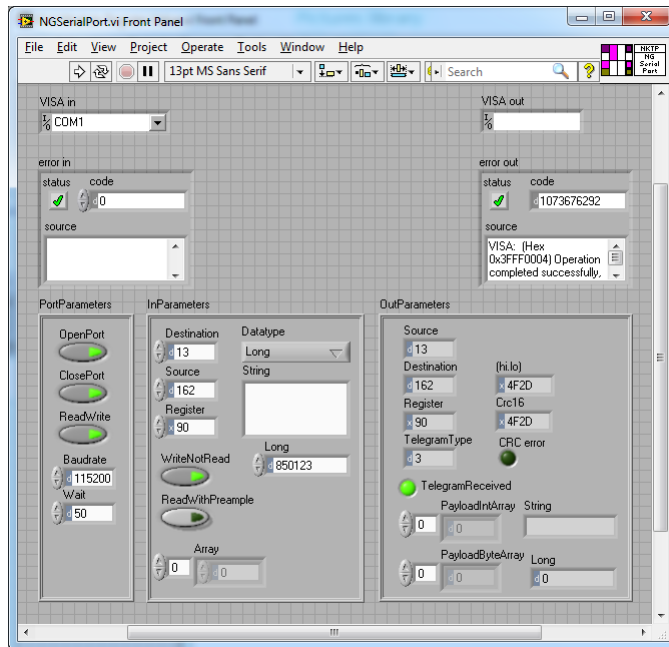 NGSerialPort.vi Front Panel
File Edit View Project Operate Tools Window Help
NKTP
NG
Serial
Port
13pt MS Sans Serif
Search
VISA in
COM1
VISA out
error in
status code
0
source
error out
status code
1073676292
source
VISA: (Hex
0x3FFF0004) Operation
completed successfully,
PortParameters
OpenPort
ClosePort
ReadWrite
Baudrate
115200
Wait
50
InParameters
Destination
13
Source
162
Register
90
WriteNotRead
ReadWithPreample
Array
0 0
Datatype
Long
String
Long
850123
OutParameters
Source
13
Destination
162
Register
90
TelegramType
3
(hi.lo)
4F2D
Crc16
4F2D
CRC error
TelegramReceived
PayloadIntArray String
0 0
PayloadByteArray Long
0 0 0